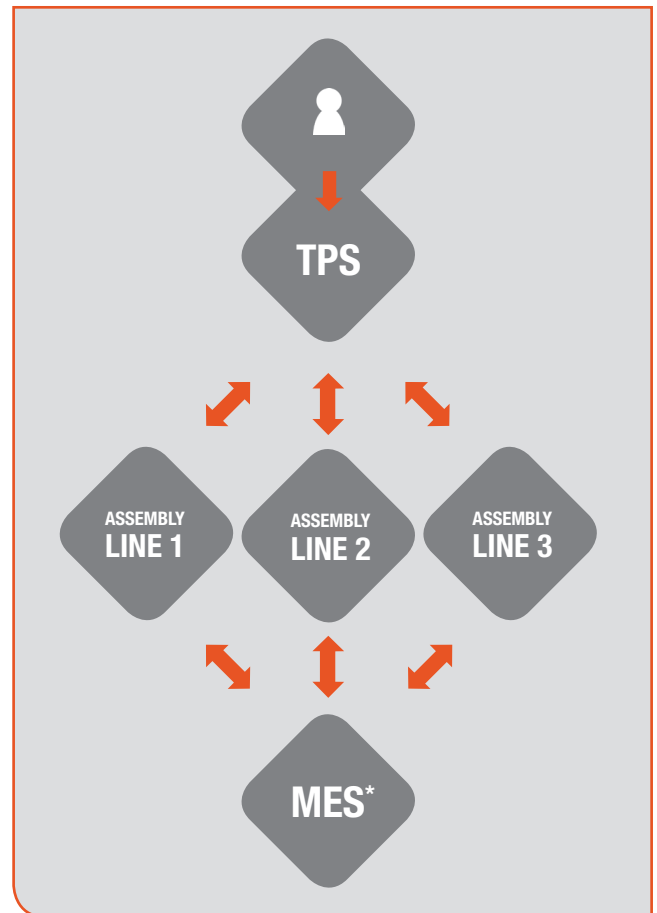 TPS
ASSEMBLY
LINE 1
ASSEMBLY
LINE 2
ASSEMBLY
LINE 3
MES*